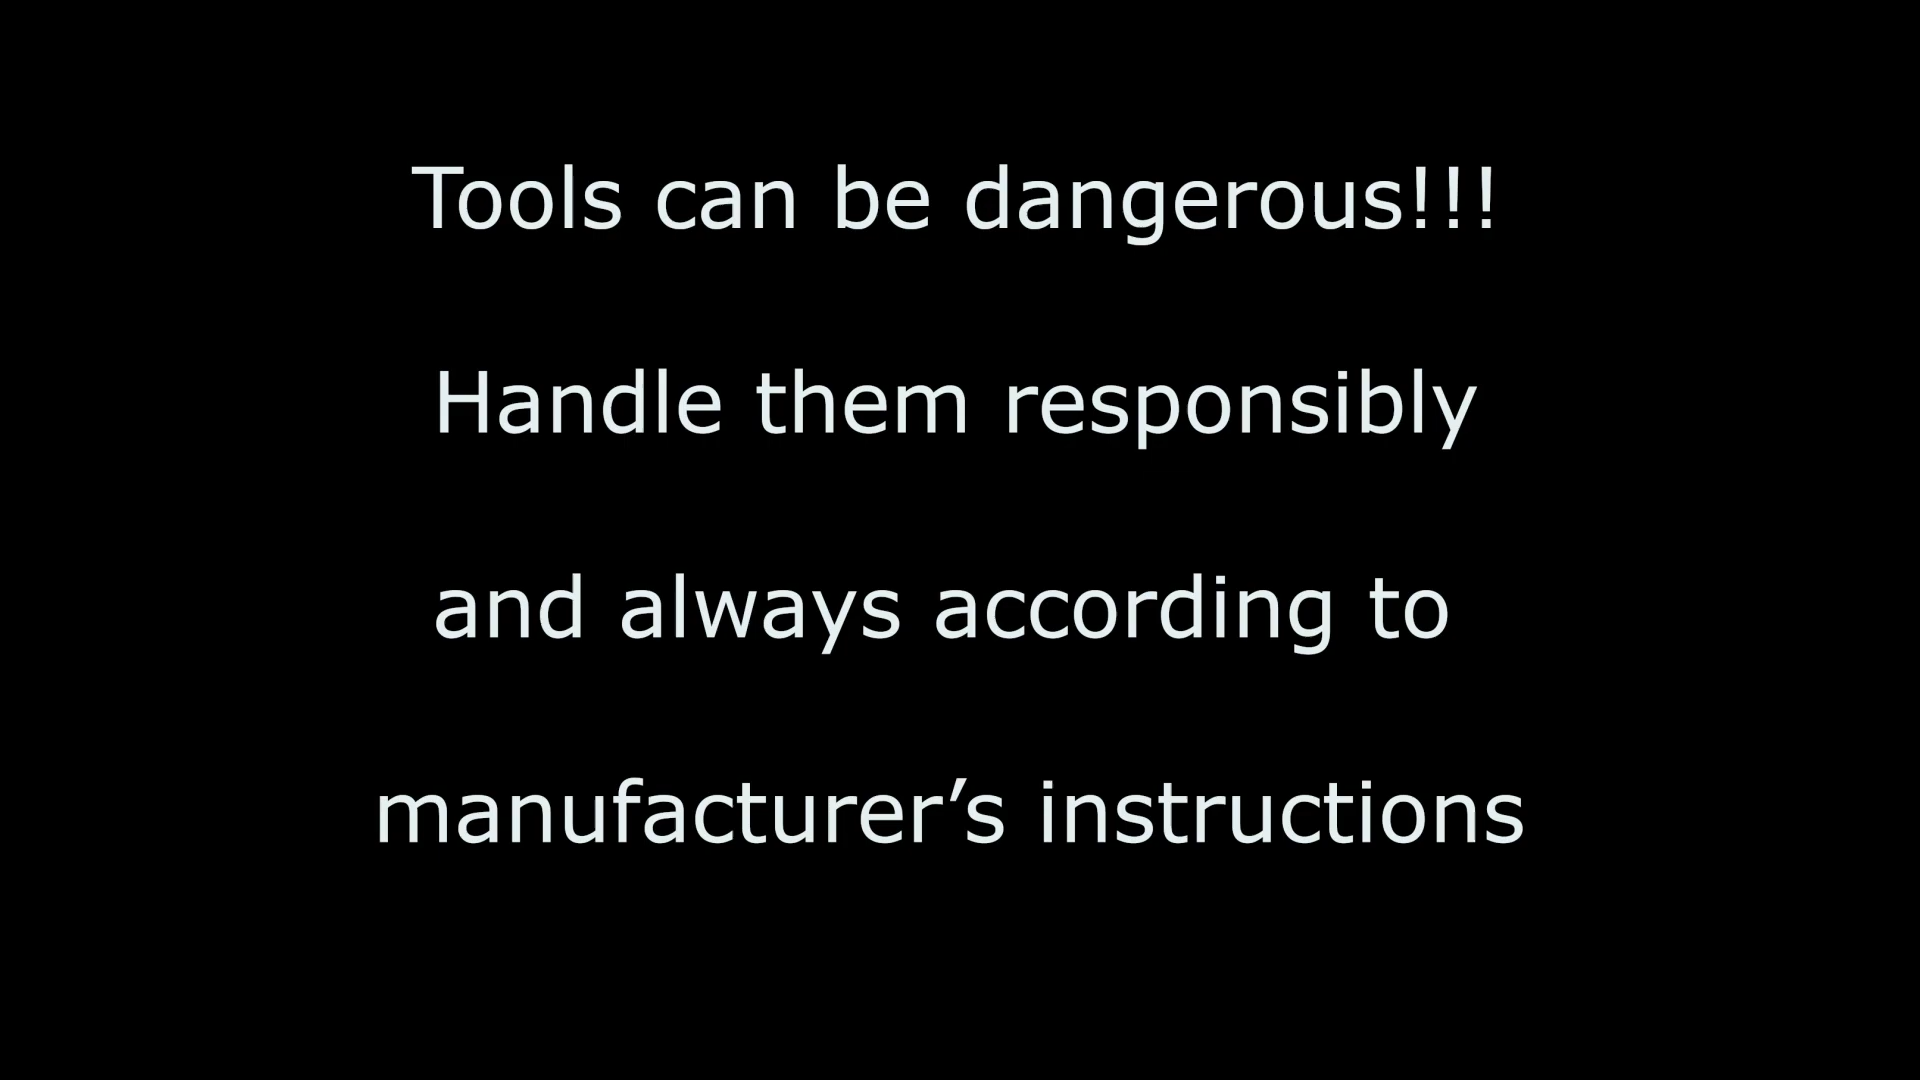 Tools can be dangerous!!!
Handle them responsibly
and always according to
manufacturer’s instructions